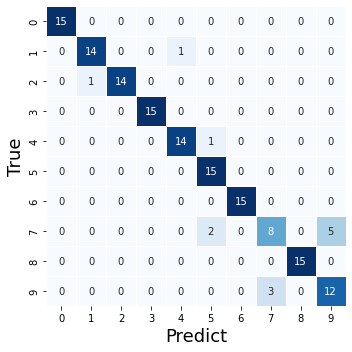 0 15 0 0 0 0 0 0 0 0 0
1 0 14 0 0 1 0 0 0 0 0
2 0 1 14 0 0 0 0 0 0 0
3 0 0 0 15 0 0 0 0 0 0
4 0 0 0 0 14 1 0 0 0 0
5 0 0 0 0 0 15 0 0 0 0
6 0 0 0 0 0 0 15 0 0 0
7 0 0 0 0 0 2 0 8 0 5
8 0 0 0 0 0 0 0 0 15 0
9 0 0 0 0 0 0 0 3 0 12
0 1 2 3 4 5 6 7 8 9
True
Predict